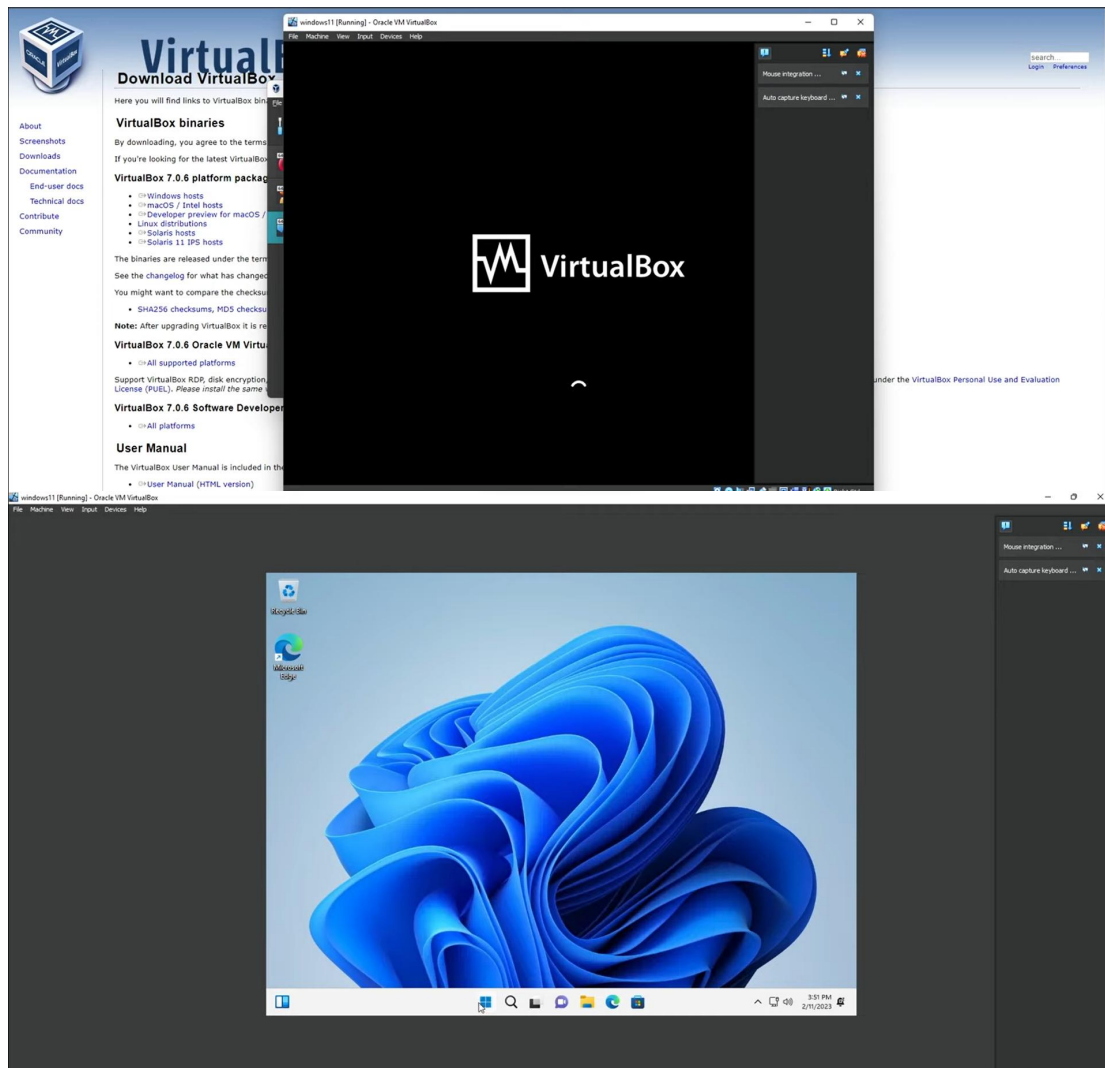 windows11 [Running] - Oracle VM VirtualBox
File Machine View Input Devices Help
ORACLE
VirtualBox
VirtualB
search...
Login Preferences
Download VirtualBox
Here you will find links to VirtualBox bin
File
Mouse integration ...
Auto capture keyboard ...
About
Screenshots
Downloads
Documentation
End-user docs
Technical docs
Contribute
Community
VirtualBox binaries
By downloading, you agree to the terms
If you're looking for the latest VirtualBox
VirtualBox 7.0.6 platform packag
Windows hosts
macOS / Intel hosts
Developer preview for macOS /
Linux distributions
Solaris hosts
Solaris 11 IPS hosts
The binaries are released under the term
See the changelog for what has changed
You might want to compare the checksu
SHA256 checksums, MD5 checksu
Note: After upgrading VirtualBox it is re
VirtualBox 7.0.6 Oracle VM Virtu
All supported platforms
Support VirtualBox RDP, disk encryption,
under the VirtualBox Personal Use and Evaluation
License (PUEL). Please install the same
VirtualBox 7.0.6 Software Developer
All platforms
User Manual
The VirtualBox User Manual is included in the
User Manual (HTML version)
VirtualBox
windows11 [Running] - Oracle VM VirtualBox
File Machine View Input Devices Help
Mouse integration ...
Auto capture keyboard ...
Recycle Bin
Microsoft
Edge
3:51 PM
2/11/2023